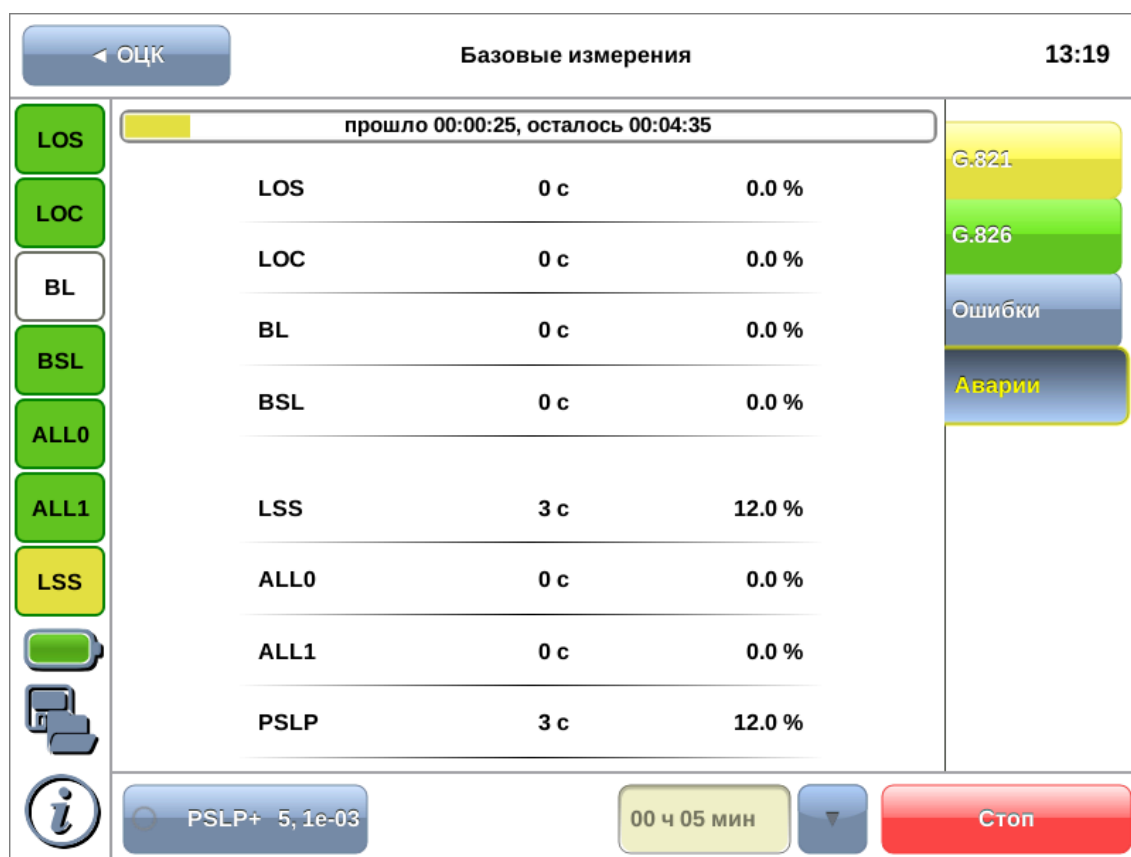 ◄ ОЦК
Базовые измерения
13:19
LOS
LOC
BL
BSL
ALL0
ALL1
LSS
i
прошло 00:00:25, осталось 00:04:35
LOS 0 с 0.0 %
LOC 0 с 0.0 %
BL 0 с 0.0 %
BSL 0 с 0.0 %
LSS 3 с 12.0 %
ALL0 0 с 0.0 %
ALL1 0 с 0.0 %
PSLP 3 с 12.0 %
G.821
G.826
Ошибки
Аварии
PSLP+ 5, 1e-03
00 ч 05 мин
▼
Стоп